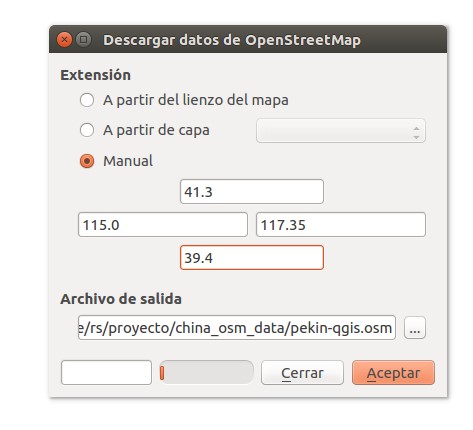 Descargar datos de OpenStreetMap
Extensión
A partir del lienzo del mapa
A partir de capa
Manual
41.3
115.0 117.35
39.4
Archivo de salida
e/rs/proyecto/china_osm_data/pekin-qgis.osm ...
Cerrar Aceptar